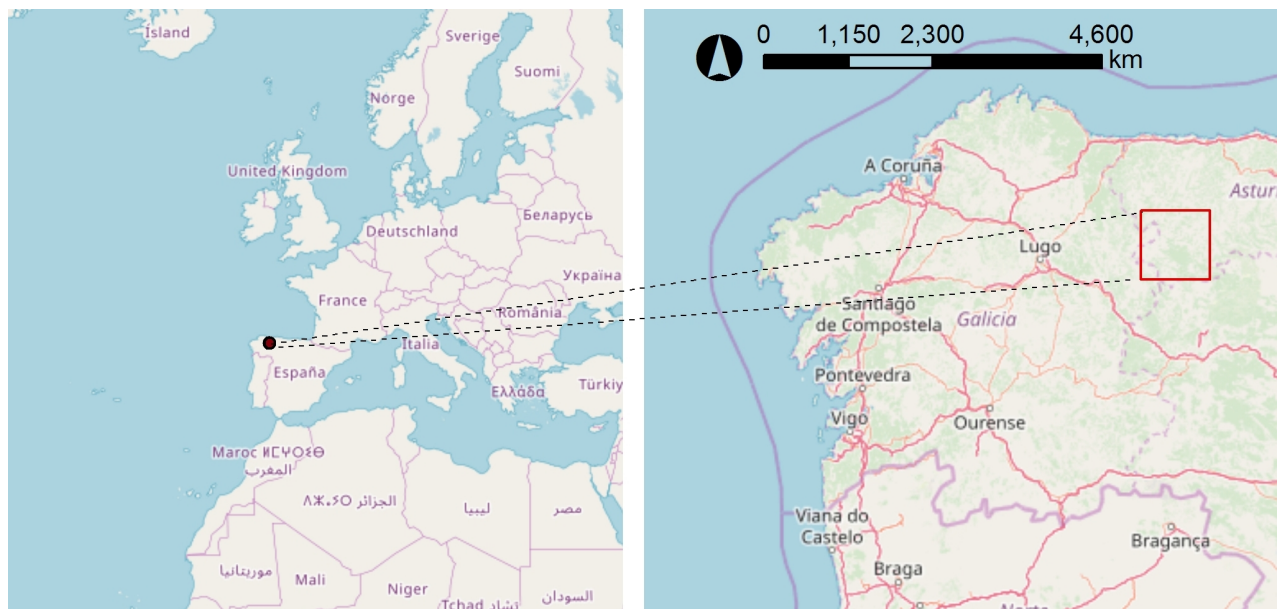 Ísland
Sverige
Suomi
Norge
United Kingdom
Беларусь
Deutschland
Україна
France
România
Italia
España
Ελλάδα
Türkiy
Maroc ⵍⵎⵖⵔⵉⴱ
المغرب
ⴷⵣⴰⵢⵔ الجزائر
ليبيا
مصر
موريتانيا
Mali
Niger
Tchad تشاد
السودان
0 1,150 2,300 4,600
km
A Coruña
Asturi
Lugo
Santiago
de Compostela
Galicia
Pontevedra
Vigo
Ourense
Viana do
Castelo
Bragança
Braga